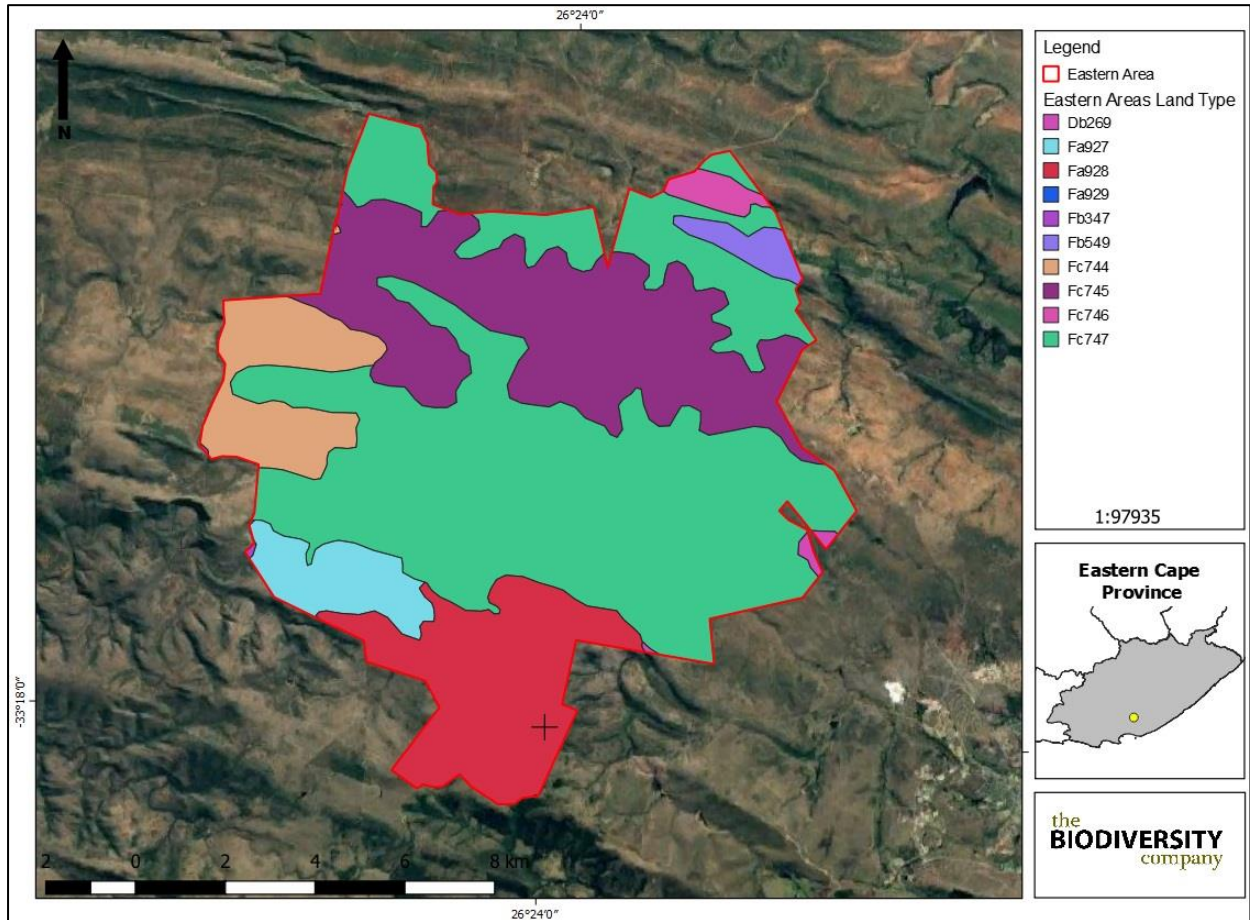 26°24'0"
N
-33°18'0"
2 0 2 4 6 8 km
26°24'0"
Legend
Eastern Area
Eastern Areas Land Type
Db269
Fa927
Fa928
Fa929
Fb347
Fb549
Fc744
Fc745
Fc746
Fc747
1:97935
Eastern Cape
Province
the
BIODIVERSITY
company